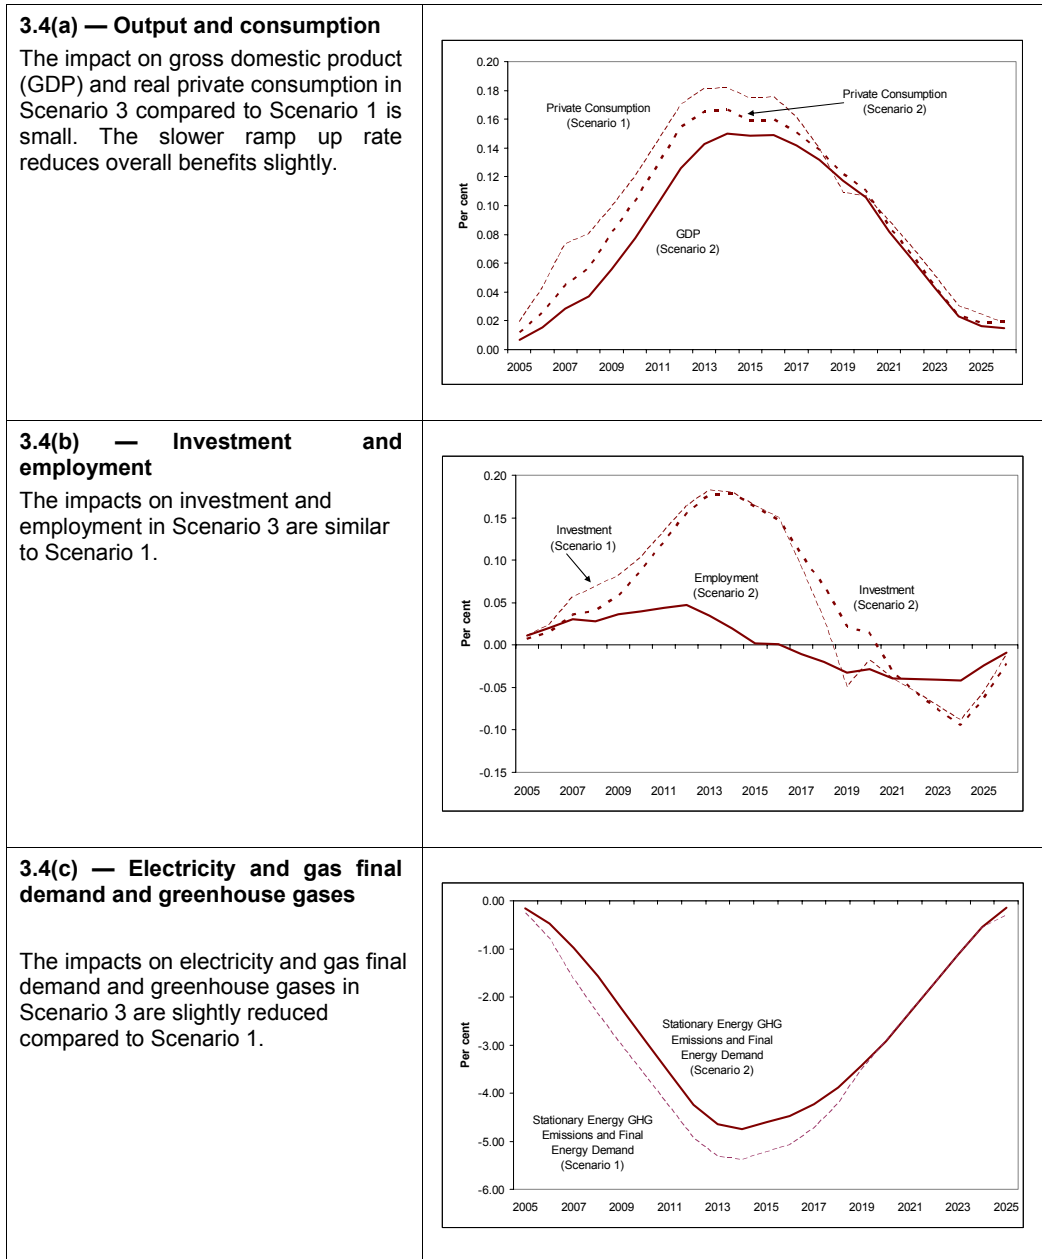 3.4(a) — Output and consumption
The impact on gross domestic product
(GDP) and real private consumption in
Scenario 3 compared to Scenario 1 is
small. The slower ramp up rate
reduces overall benefits slightly.
0.20
0.18
0.16
0.14
0.12
0.10
0.08
0.06
0.04
0.02
0.00
Per cent
Private Consumption
(Scenario 1)
Private Consumption
(Scenario 2)
GDP
(Scenario 2)
2005 2007 2009 2011 2013 2015 2017 2019 2021 2023 2025
3.4(b) — Investment and
employment
The impacts on investment and
employment in Scenario 3 are similar
to Scenario 1.
0.20
0.15
0.10
0.05
0.00
-0.05
-0.10
-0.15
Per cent
Investment
(Scenario 1)
Employment
(Scenario 2)
Investment
(Scenario 2)
2005 2007 2009 2011 2013 2015 2017 2019 2021 2023 2025
3.4(c) — Electricity and gas final
demand and greenhouse gases
The impacts on electricity and gas final
demand and greenhouse gases in
Scenario 3 are slightly reduced
compared to Scenario 1.
0.00
-1.00
-2.00
-3.00
-4.00
-5.00
-6.00
Per cent
Stationary Energy GHG
Emissions and Final
Energy Demand
(Scenario 2)
Stationary Energy GHG
Emissions and Final
Energy Demand
(Scenario 1)
2005 2007 2009 2011 2013 2015 2017 2019 2021 2023 2025